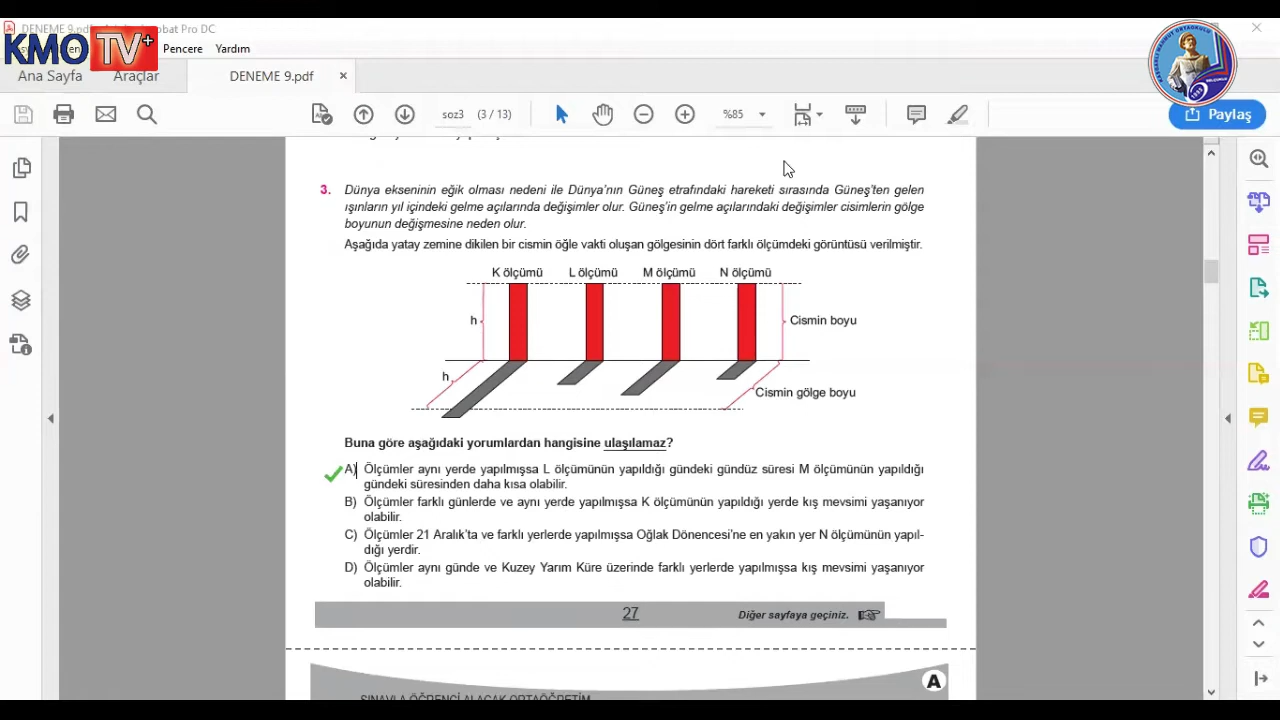 DENEME 9.pdf
obat Pro DC
KMO TV+
Pencere
Yardım
Ana Sayfa
Araçlar
DENEME 9.pdf
×
soz3
(3 / 13)
%85
Paylaş
3. Dünya ekseninin eğik olması nedeni ile Dünya’nın Güneş etrafındaki hareketi sırasında Güneş’ten gelen
ışınların yıl içindeki gelme açılarında değişimler olur. Güneş’in gelme açılarındaki değişimler cisimlerin gölge
boyunun değişmesine neden olur.
Aşağıda yatay zemine dikilen bir cismin öğle vakti oluşan gölgesinin dört farklı ölçümdeki görüntüsü verilmiştir.
K ölçümü L ölçümü M ölçümü N ölçümü
h
Cismin boyu
h
Cismin gölge boyu
Buna göre aşağıdaki yorumlardan hangisine ulaşılamaz?
A) Ölçümler aynı yerde yapılmışsa L ölçümünün yapıldığı gündeki gündüz süresi M ölçümünün yapıldığı
gündeki süresinden daha kısa olabilir.
B) Ölçümler farklı günlerde ve aynı yerde yapılmışsa K ölçümünün yapıldığı yerde kış mevsimi yaşanıyor
olabilir.
C) Ölçümler 21 Aralık’ta ve farklı yerlerde yapılmışsa Oğlak Dönencesi’ne en yakın yer N ölçümünün yapıl-
dığı yerdir.
D) Ölçümler aynı günde ve Kuzey Yarım Küre üzerinde farklı yerlerde yapılmışsa kış mevsimi yaşanıyor
olabilir.
27
Diğer sayfaya geçiniz.
A